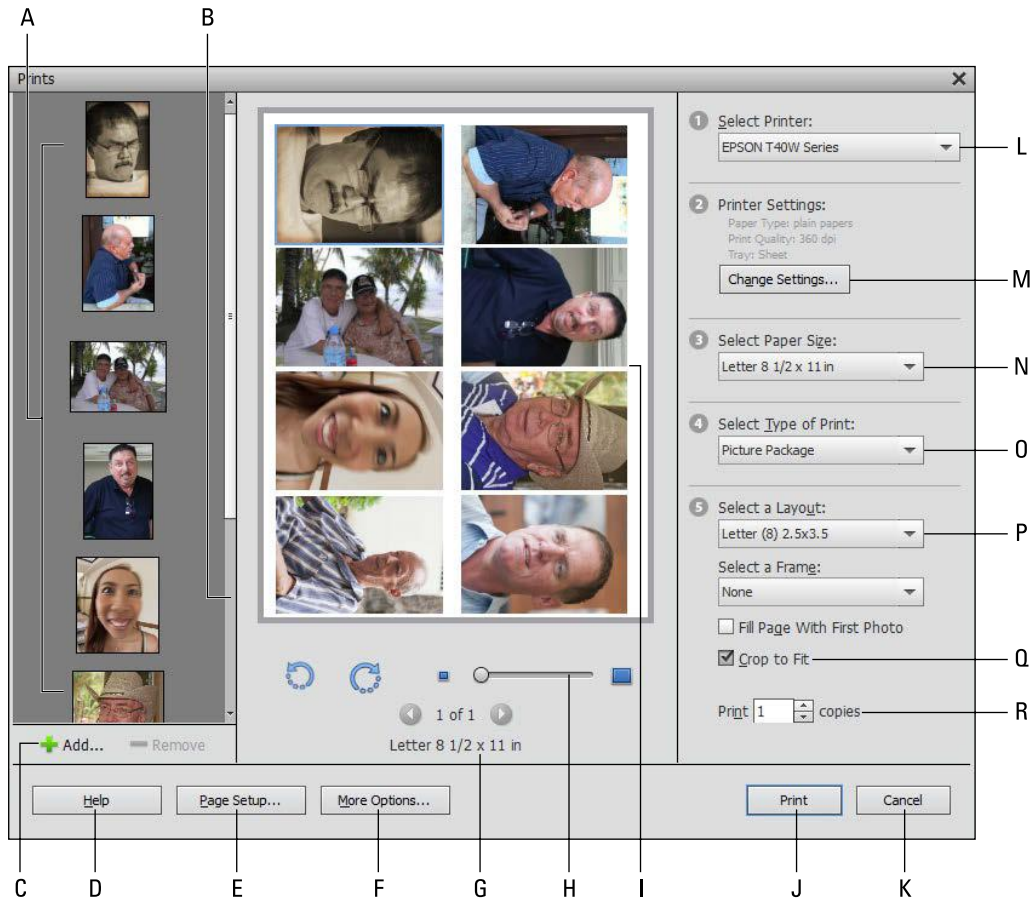 A
B
Prints
1 Select Printer:
EPSON T40W Series
L
2 Printer Settings:
Paper Type: plain papers
Print Quality: 360 dpi
Tray: Sheet
Change Settings...
M
3 Select Paper Size:
Letter 8 1/2 x 11 in
N
4 Select Type of Print:
Picture Package
O
5 Select a Layout:
Letter (8) 2.5x3.5
P
Select a Frame:
None
Fill Page With First Photo
Crop to Fit
Q
Print 1 copies
R
1 of 1
Letter 8 1/2 x 11 in
Add... Remove
Help Page Setup... More Options... Print Cancel
C D E F G H I J K